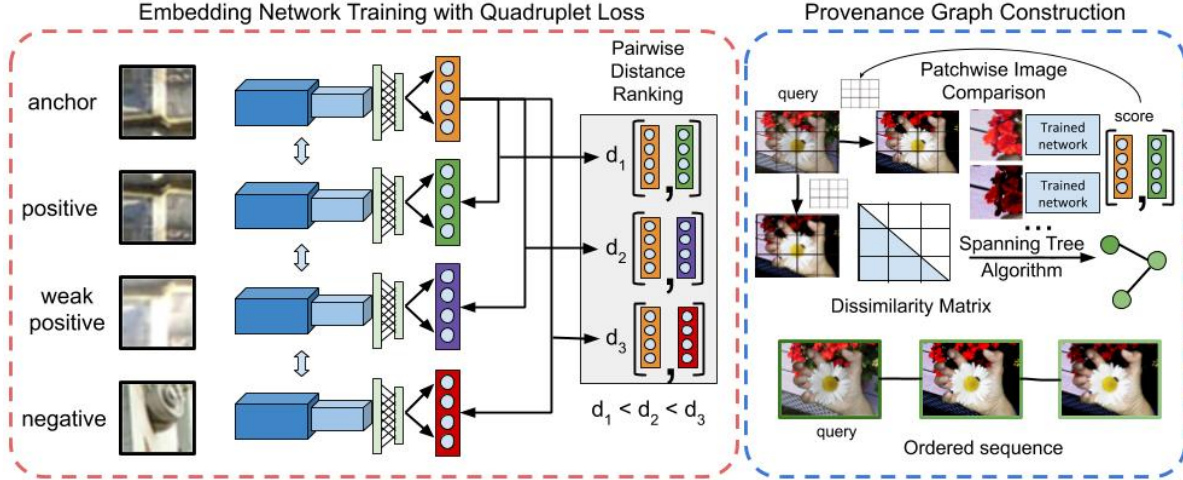 Embedding Network Training with Quadruplet Loss
anchor
positive
weak
positive
negative
Pairwise
Distance
Ranking
d1
,
d2
,
d3
,
d1 < d2 < d3
Provenance Graph Construction
query
Patchwise Image
Comparison
score
Trained
network
Trained
network
,
...
Spanning Tree
Algorithm
Dissimilarity Matrix
query
Ordered sequence